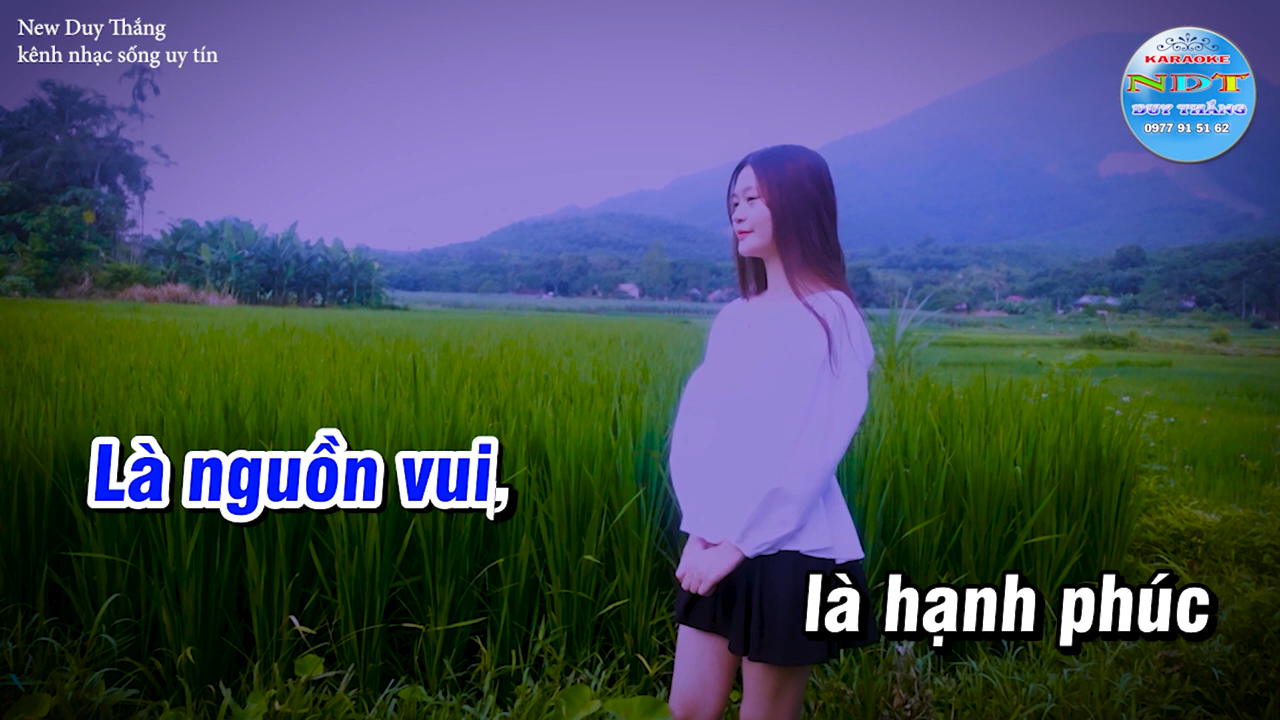 New Duy Thắng
kênh nhạc sống uy tín
KARAOKE
NDT
DUY THẮNG
0977 91 51 62
Là nguồn vui,
là hạnh phúc